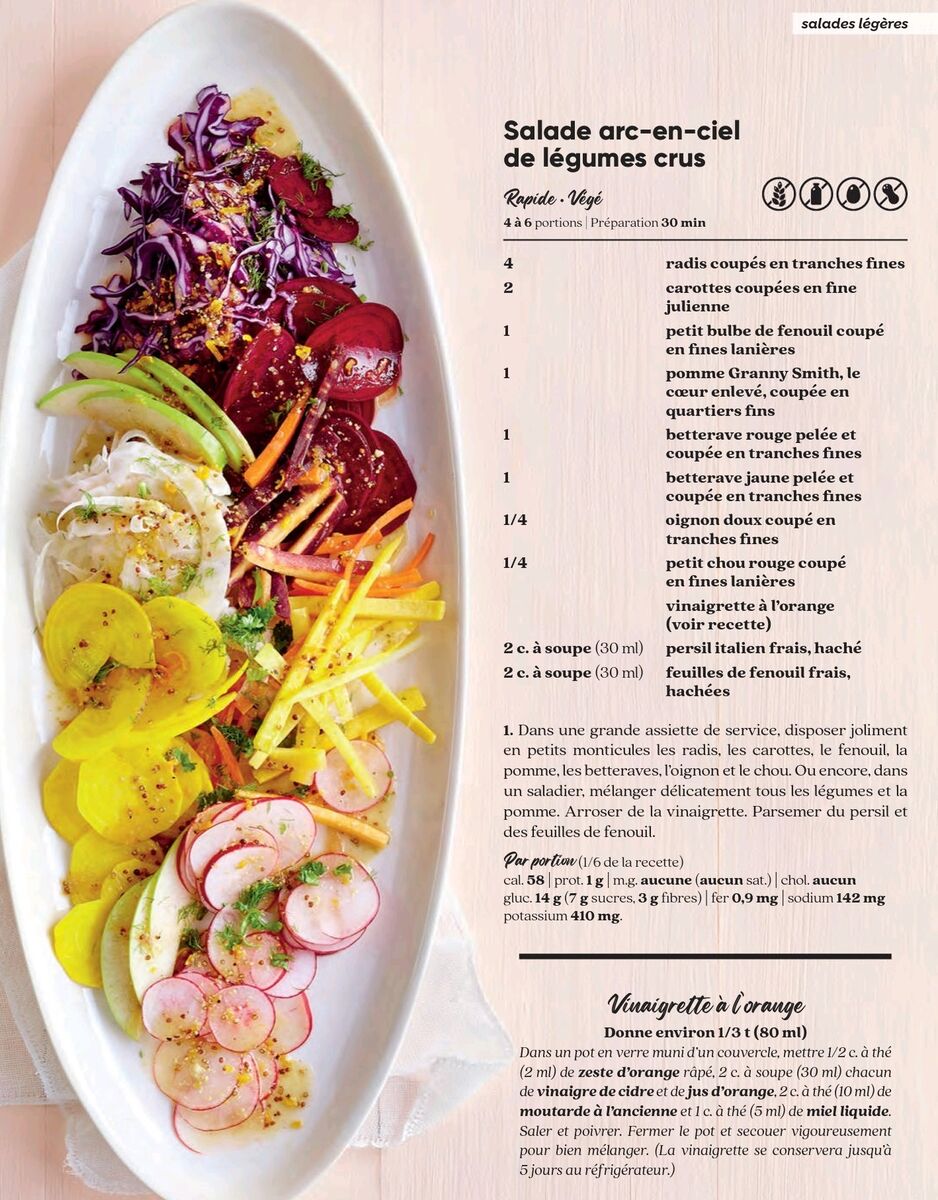 salades légères
Salade arc-en-ciel
de légumes crus
Rapide • Végé
4 à 6 portions | Préparation 30 min
4 radis coupés en tranches fines
2 carottes coupées en fine
julienne
1 petit bulbe de fenouil coupé
en fines lanières
1 pomme Granny Smith, le
cœur enlevé, coupée en
quartiers fins
1 betterave rouge pelée et
coupée en tranches fines
1 betterave jaune pelée et
coupée en tranches fines
1/4 oignon doux coupé en
tranches fines
1/4 petit chou rouge coupé
en fines lanières
vinaigrette à l'orange
(voir recette)
2 c. à soupe (30 ml) persil italien frais, haché
2 c. à soupe (30 ml) feuilles de fenouil frais,
hachées
1. Dans une grande assiette de service, disposer joliment
en petits monticules les radis, les carottes, le fenouil, la
pomme, les betteraves, l'oignon et le chou. Ou encore, dans
un saladier, mélanger délicatement tous les légumes et la
pomme. Arroser de la vinaigrette. Parsemer du persil et
des feuilles de fenouil.
Par portion (1/6 de la recette)
cal. 58 | prot. 1 g | m.g. aucune (aucun sat.) | chol. aucun
gluc. 14 g (7 g sucres, 3 g fibres) | fer 0,9 mg | sodium 142 mg
potassium 410 mg.
Vinaigrette à l'orange
Donne environ 1/3 t (80 ml)
Dans un pot en verre muni d'un couvercle, mettre 1/2 c. à thé
(2 ml) de zeste d'orange râpé, 2 c. à soupe (30 ml) chacun
de vinaigre de cidre et de jus d'orange, 2 c. à thé (10 ml) de
moutarde à l'ancienne et 1 c. à thé (5 ml) de miel liquide.
Saler et poivrer. Fermer le pot et secouer vigoureusement
pour bien mélanger. (La vinaigrette se conservera jusqu'à
5 jours au réfrigérateur.)